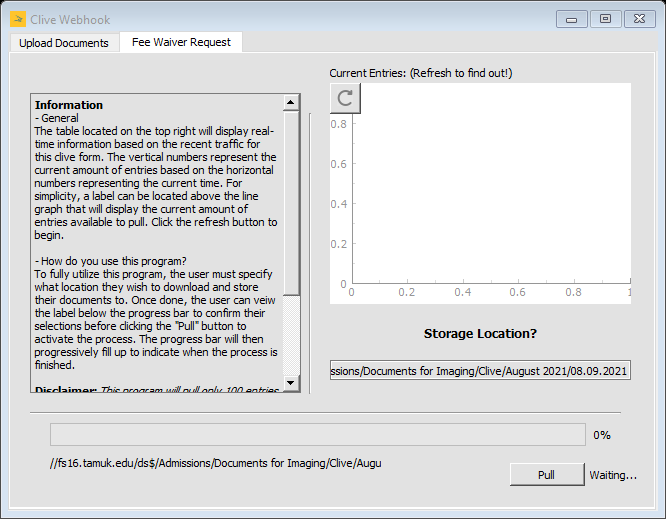 Clive Webhook
Upload Documents
Fee Waiver Request
Information
- General
The table located on the top right will display real-
time information based on the recent traffic for
this clive form. The vertical numbers represent the
current amount of entries based on the horizontal
numbers representing the current time. For
simplicity, a label can be located above the line
graph that will display the current amount of
entries available to pull. Click the refresh button to
begin.
- How do you use this program?
To fully utilize this program, the user must specify
what location they wish to download and store
their documents to. Once done, the user can veiw
the label below the progress bar to confirm their
selections before clicking the "Pull" button to
activate the process. The progress bar will then
progressively fill up to indicate when the process is
finished.
Disclaimer: This program will pull only 100 entries
Current Entries: (Refresh to find out!)
0.8
0.6
0.4
0.2
0
0 0.2 0.4 0.6 0.8 1
Storage Location?
ssions/Documents for Imaging/Clive/August 2021/08.09.2021
0%
//fs16.tamuk.edu/ds$/Admissions/Documents for Imaging/Clive/Augu
Pull
Waiting...